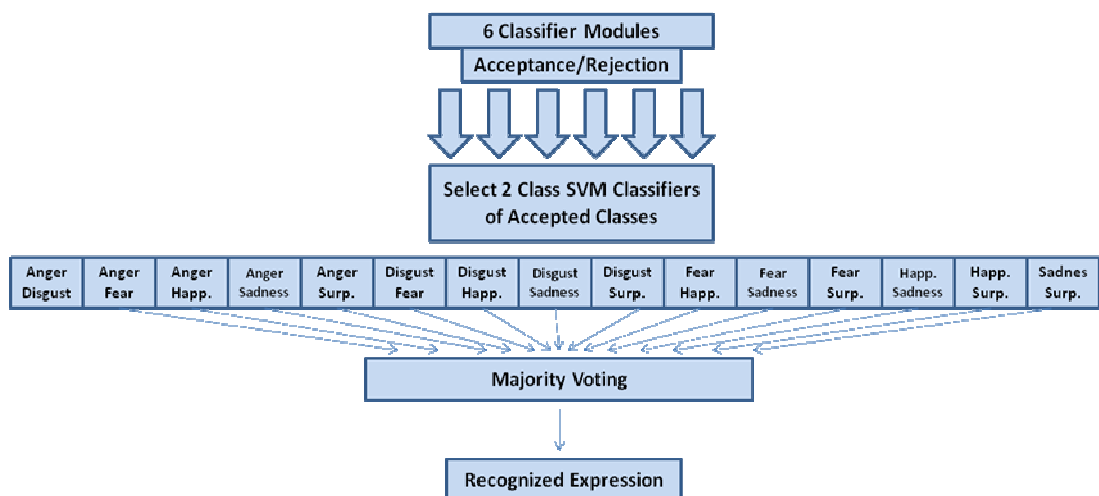 6 Classifier Modules
Acceptance/Rejection
Select 2 Class SVM Classifiers
of Accepted Classes
Anger
Disgust
Anger
Fear
Anger
Happ.
Anger
Sadness
Anger
Surp.
Disgust
Fear
Disgust
Happ.
Disgust
Sadness
Disgust
Surp.
Fear
Happ.
Fear
Sadness
Fear
Surp.
Happ.
Sadness
Happ.
Surp.
Sadnes
Surp.
Majority Voting
Recognized Expression